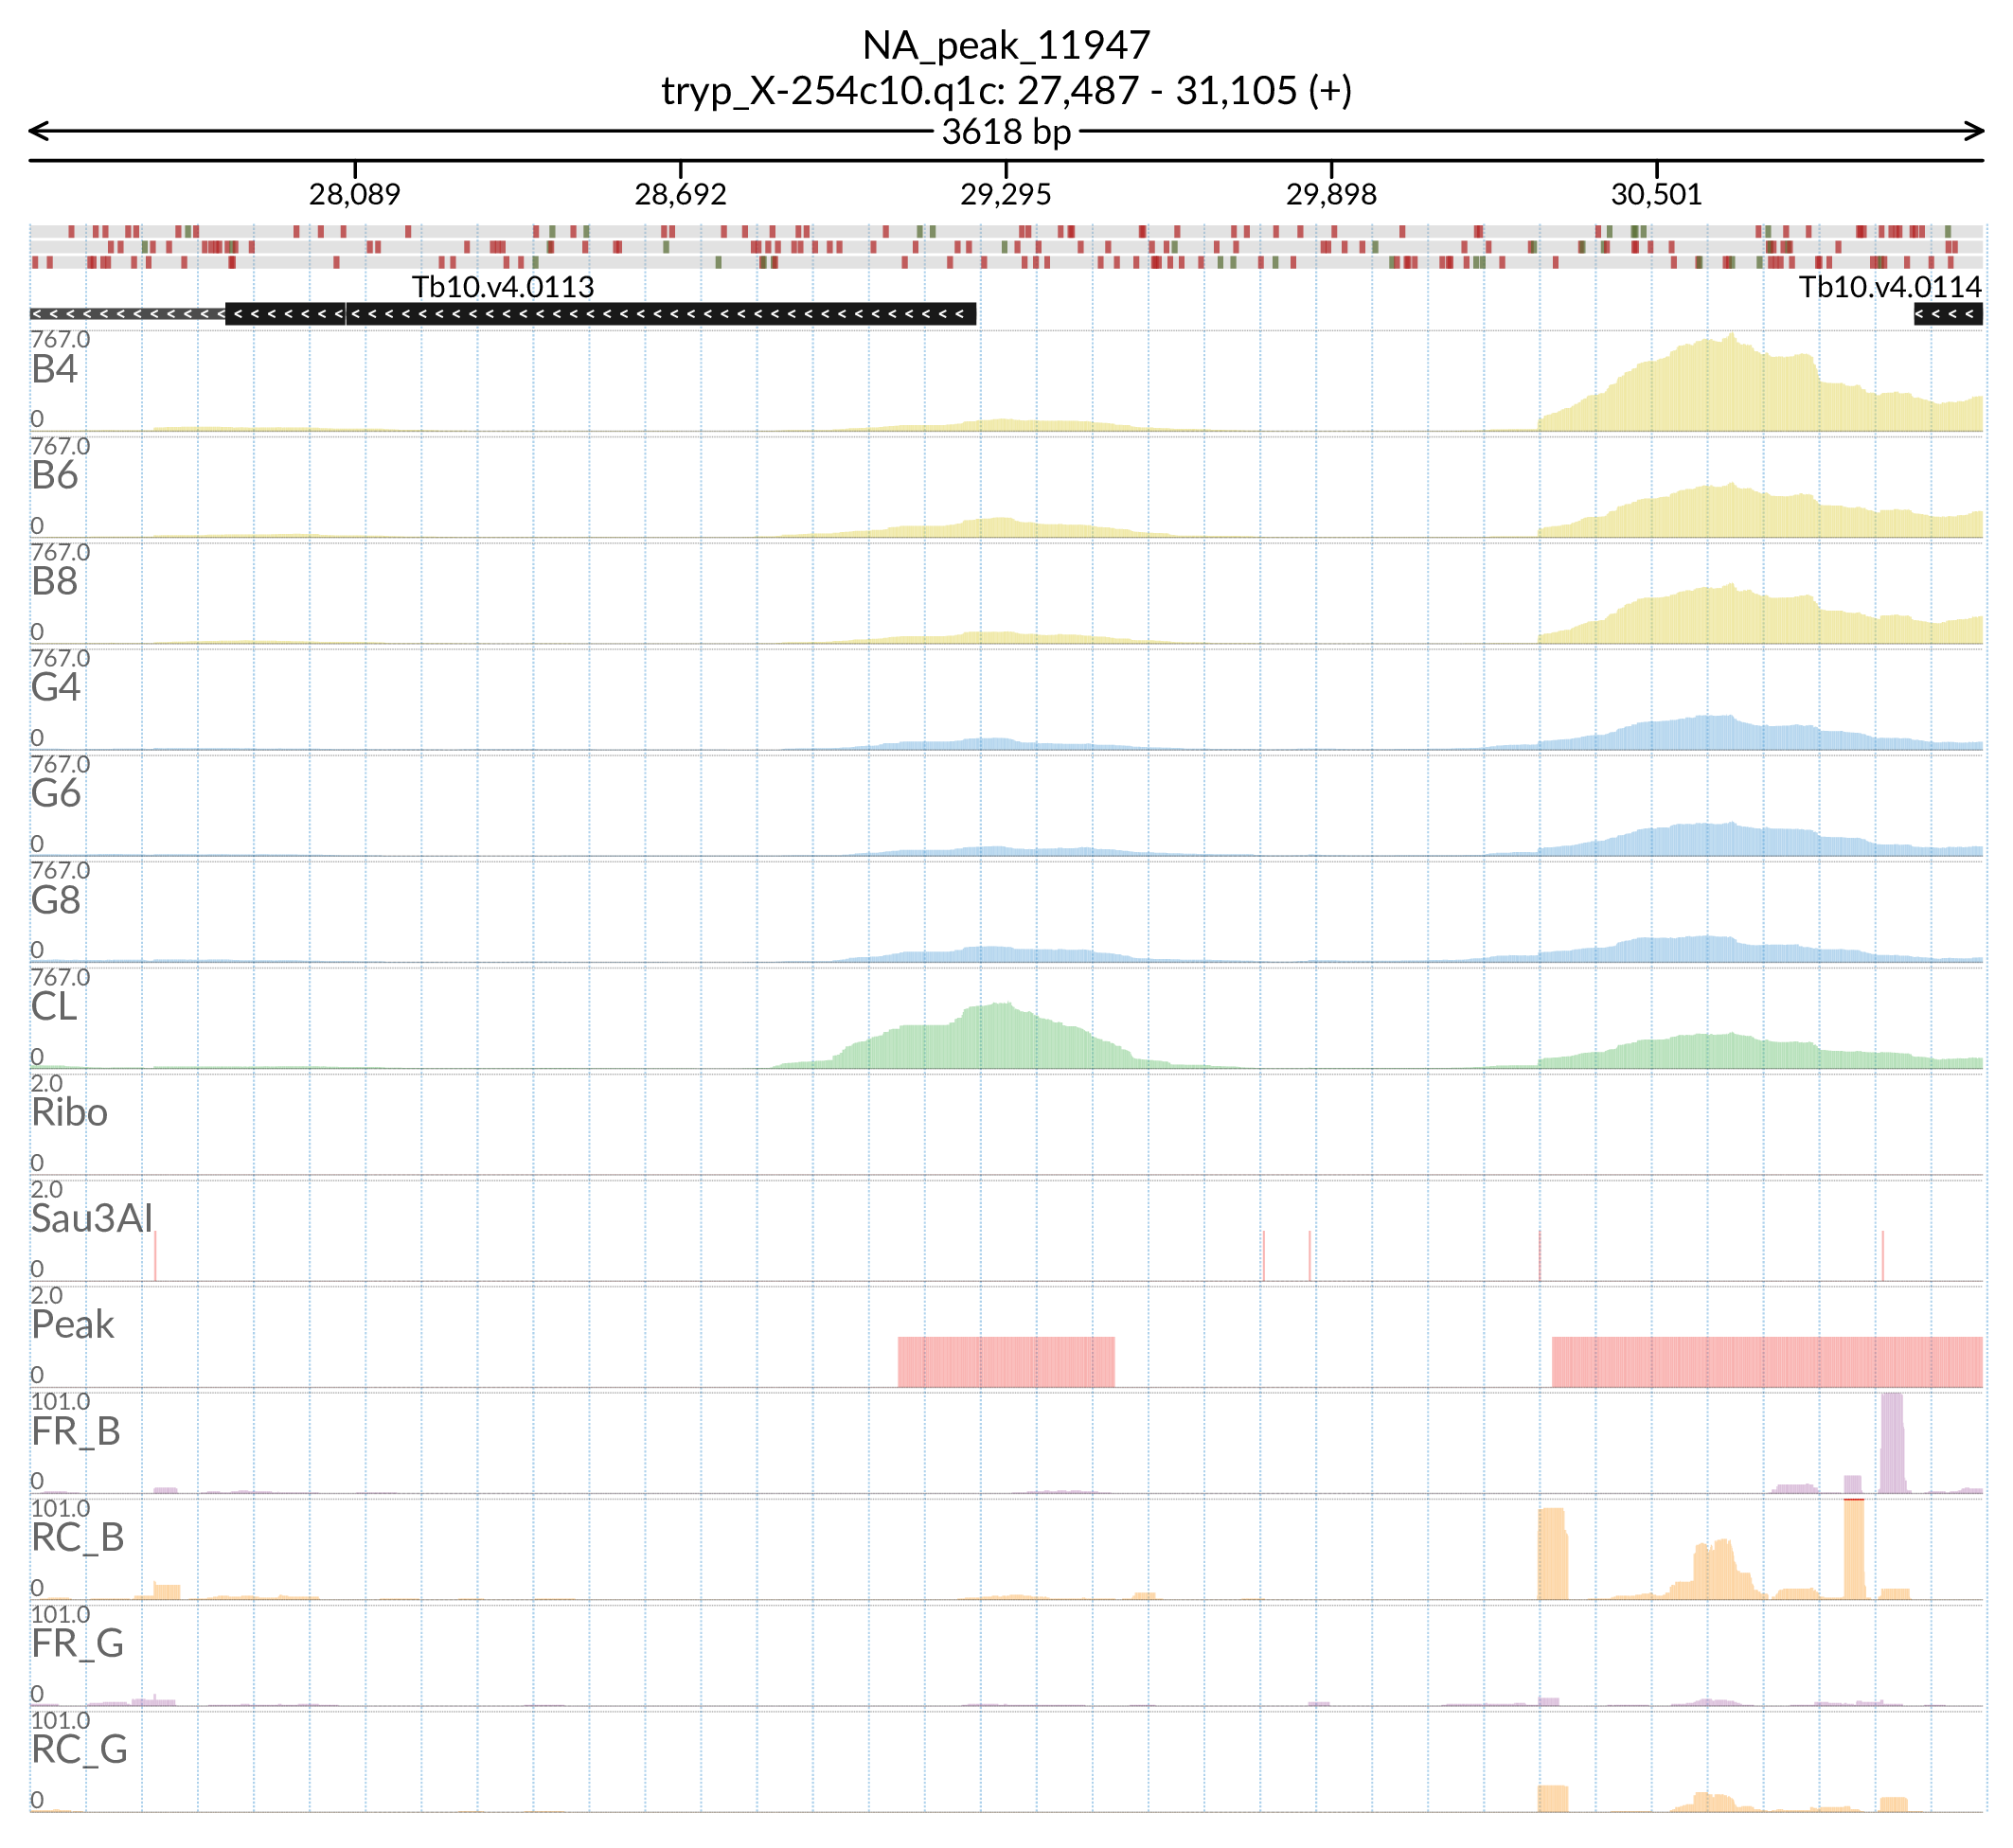 NA_peak_11947
tryp_X-254c10.q1c: 27,487 - 31,105 (+)
3618 bp
28,089 28,692 29,295 29,898 30,501
Tb10.v4.0113 Tb10.v4.0114
767.0
B4
0
767.0
B6
0
767.0
B8
0
767.0
G4
0
767.0
G6
0
767.0
G8
0
767.0
CL
0
2.0
Ribo
0
2.0
Sau3AI
0
2.0
Peak
0
101.0
FR_B
0
101.0
RC_B
0
101.0
FR_G
0
101.0
RC_G
0